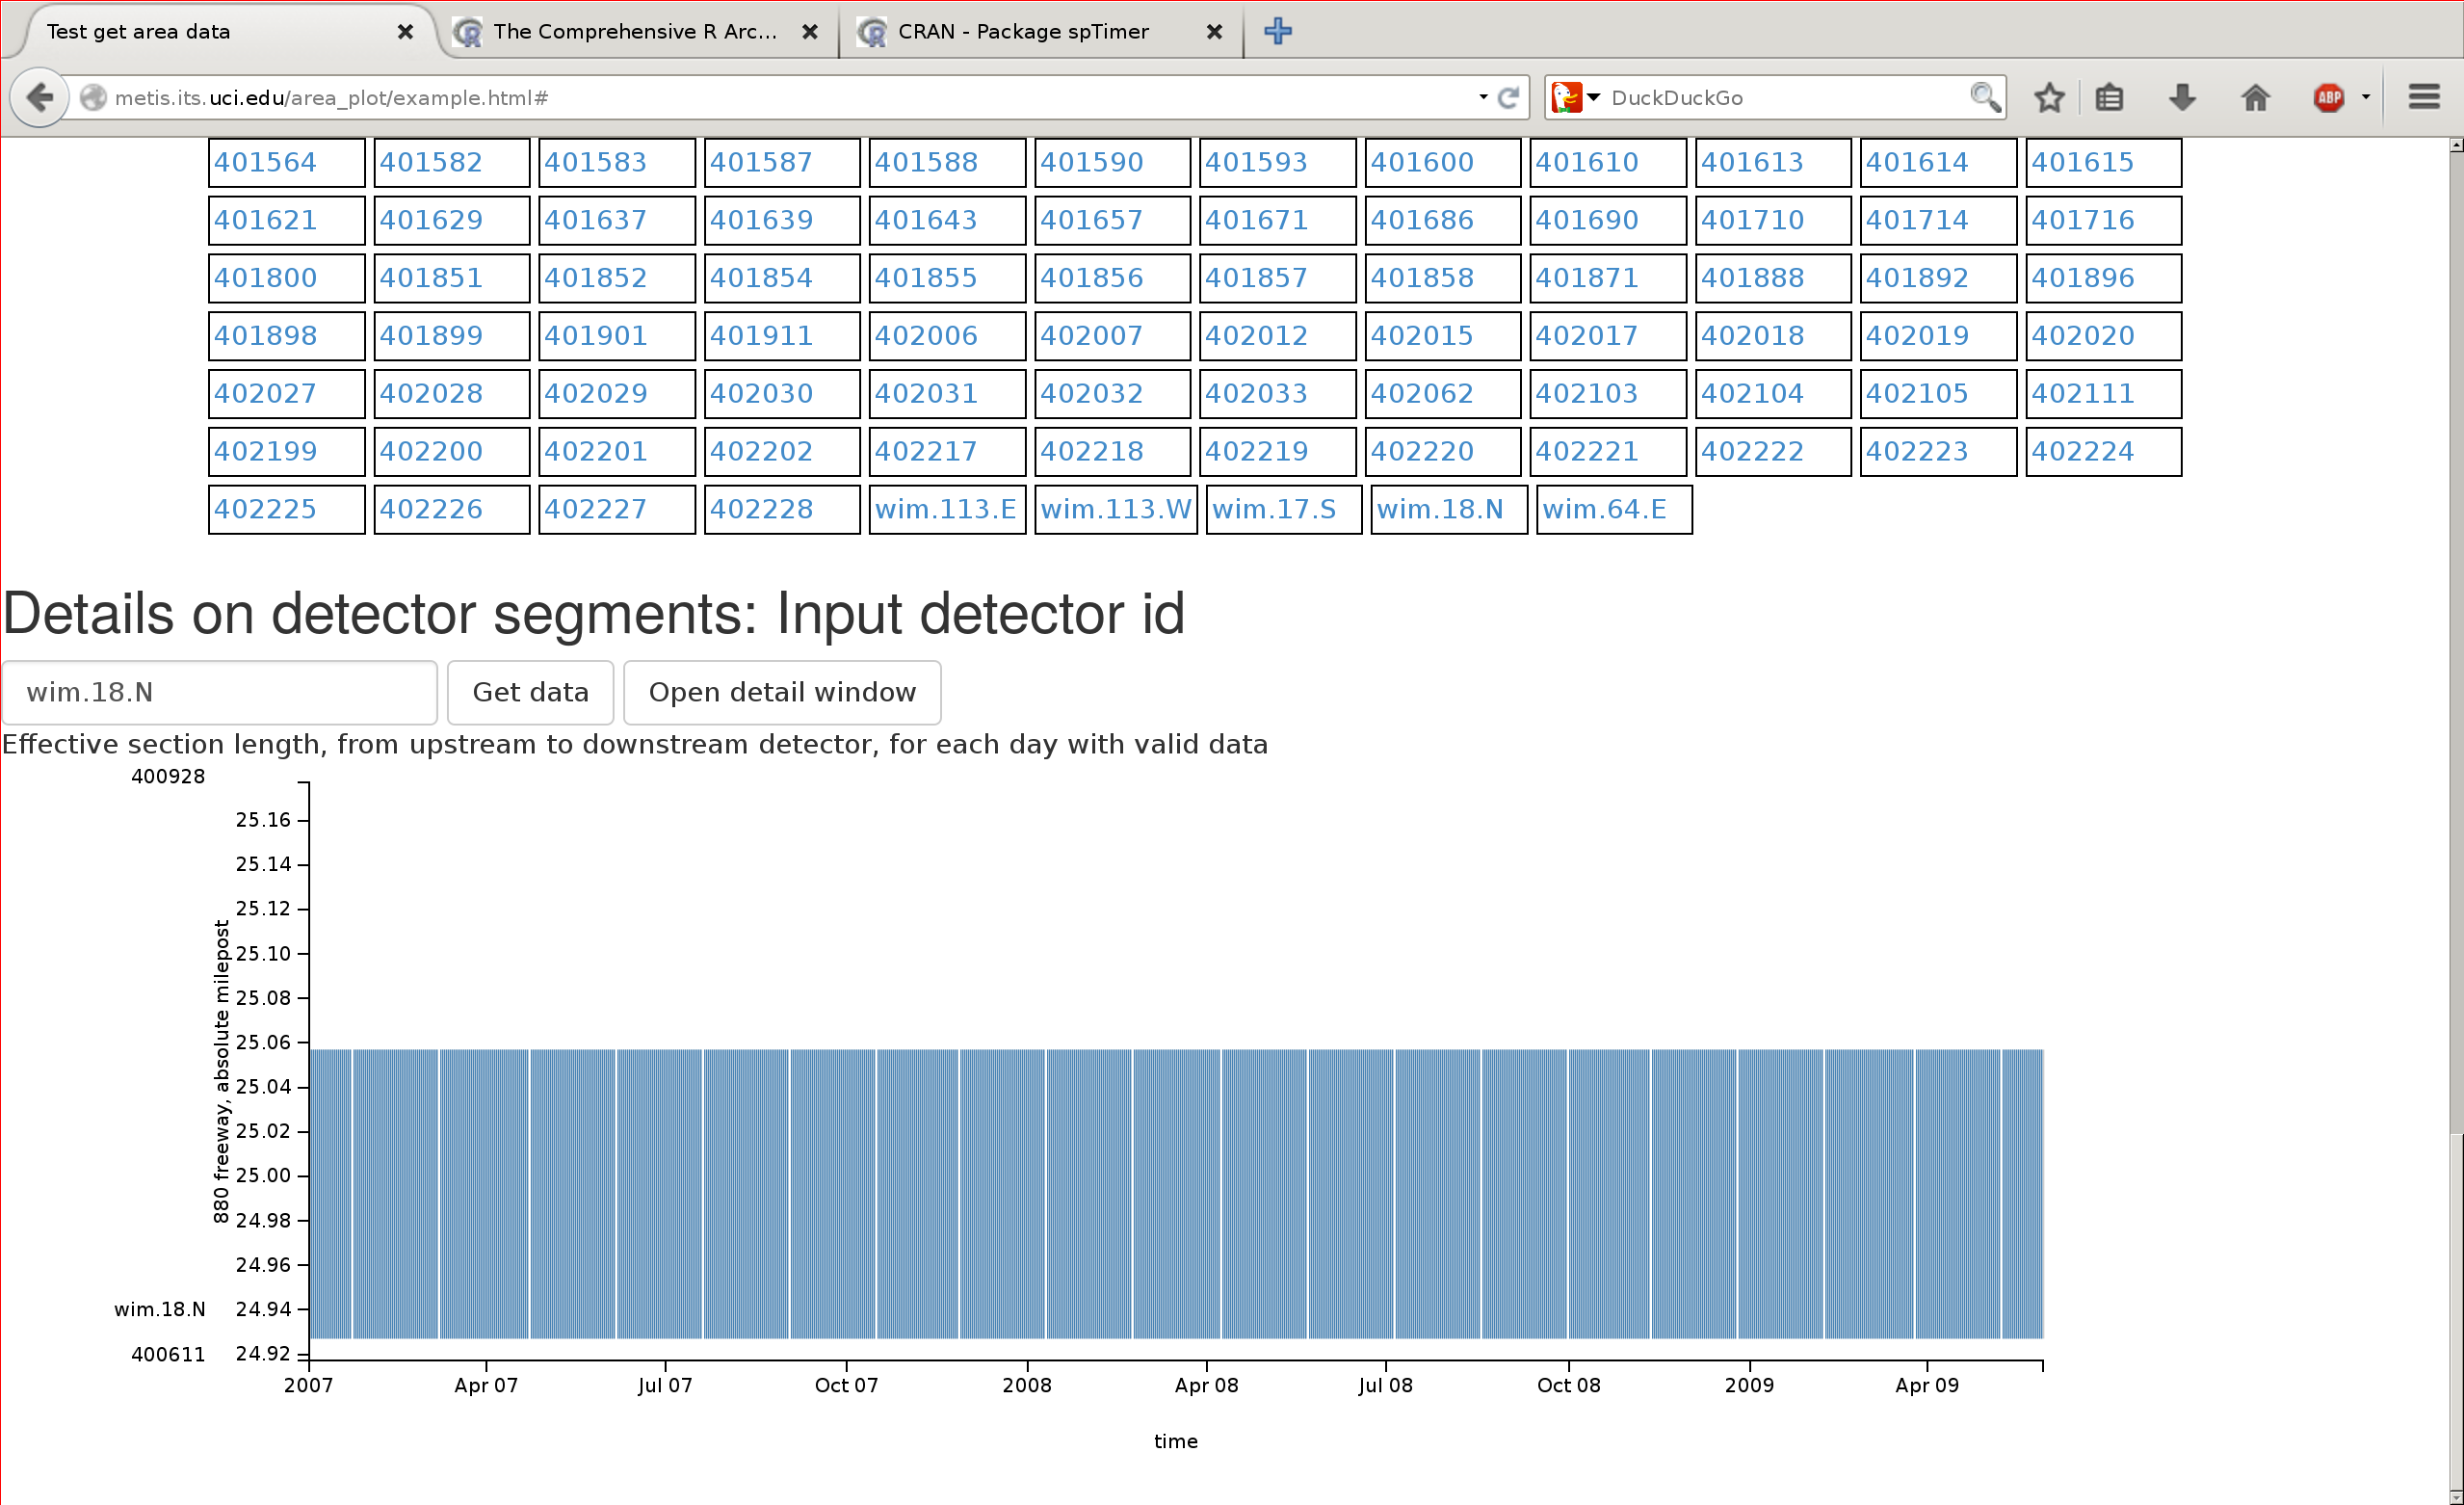 Test get area data The Comprehensive R Arc... CRAN - Package spTimer
metis.its.uci.edu/area_plot/example.html# DuckDuckGo ABP
401564 401582 401583 401587 401588 401590 401593 401600 401610 401613 401614 401615
401621 401629 401637 401639 401643 401657 401671 401686 401690 401710 401714 401716
401800 401851 401852 401854 401855 401856 401857 401858 401871 401888 401892 401896
401898 401899 401901 401911 402006 402007 402012 402015 402017 402018 402019 402020
402027 402028 402029 402030 402031 402032 402033 402062 402103 402104 402105 402111
402199 402200 402201 402202 402217 402218 402219 402220 402221 402222 402223 402224
402225 402226 402227 402228 wim.113.E wim.113.W wim.17.S wim.18.N wim.64.E
Details on detector segments: Input detector id
wim.18.N Get data Open detail window
Effective section length, from upstream to downstream detector, for each day with valid data
400928
25.16
25.14
25.12
25.10
25.08
25.06
25.04
25.02
25.00
24.98
24.96
wim.18.N 24.94
400611 24.92
880 freeway, absolute milepost
2007 Apr 07 Jul 07 Oct 07 2008 Apr 08 Jul 08 Oct 08 2009 Apr 09
time